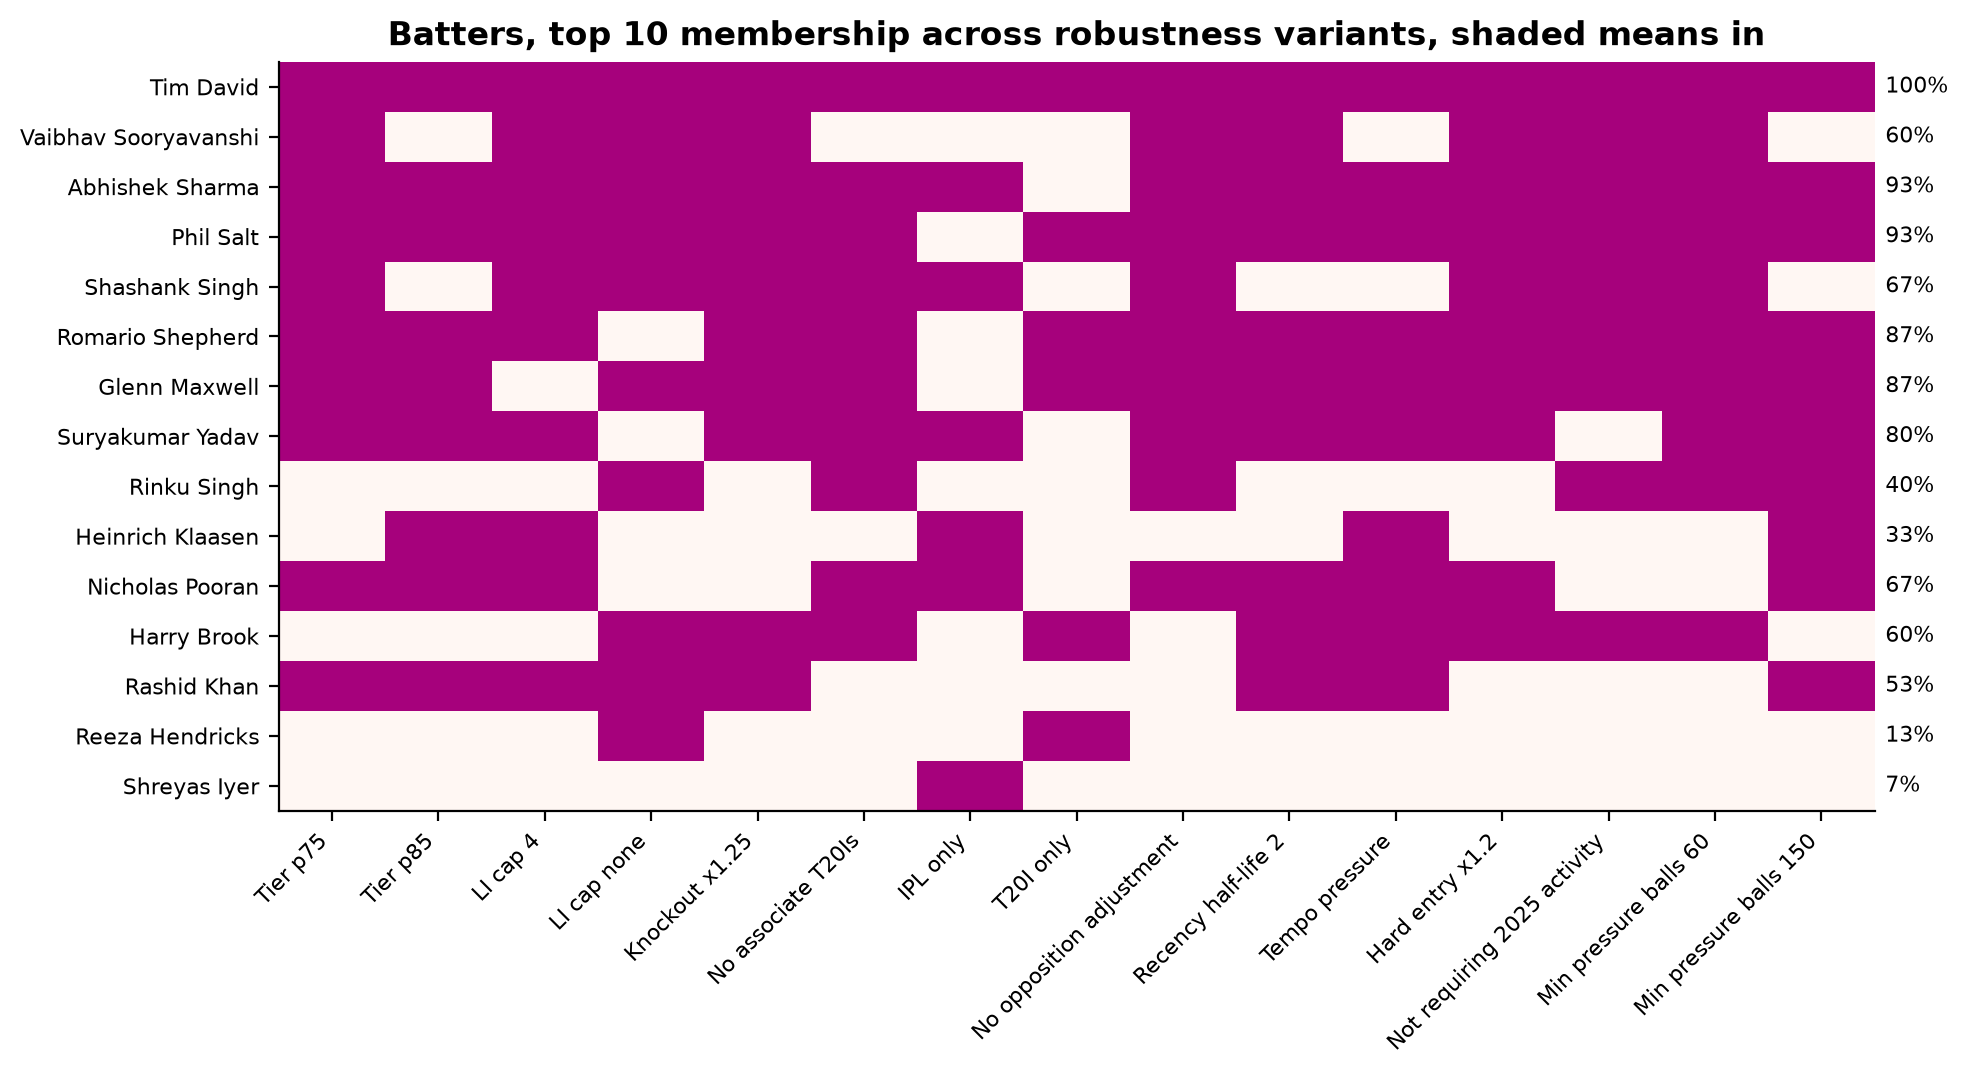 Batters, top 10 membership across robustness variants, shaded means in
Tim David 100%
Vaibhav Sooryavanshi 60%
Abhishek Sharma 93%
Phil Salt 93%
Shashank Singh 67%
Romario Shepherd 87%
Glenn Maxwell 87%
Suryakumar Yadav 80%
Rinku Singh 40%
Heinrich Klaasen 33%
Nicholas Pooran 67%
Harry Brook 60%
Rashid Khan 53%
Reeza Hendricks 13%
Shreyas Iyer 7%
Tier p75
Tier p85
LI cap 4
LI cap none
Knockout x1.25
No associate T20Is
IPL only
T20I only
No opposition adjustment
Recency half-life 2
Tempo pressure
Hard entry x1.2
Not requiring 2025 activity
Min pressure balls 60
Min pressure balls 150